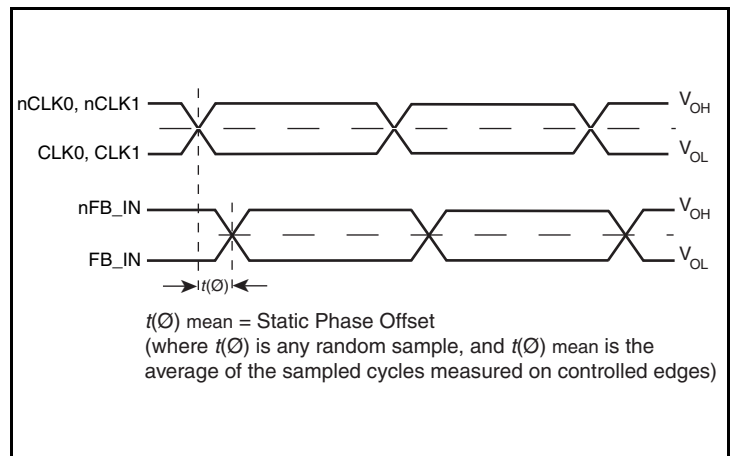 nCLK0, nCLK1
V_OH
CLK0, CLK1
V_OL
nFB_IN
V_OH
FB_IN
V_OL
t(Ø)
t(Ø) mean = Static Phase Offset
(where t(Ø) is any random sample, and t(Ø) mean is the
average of the sampled cycles measured on controlled edges)